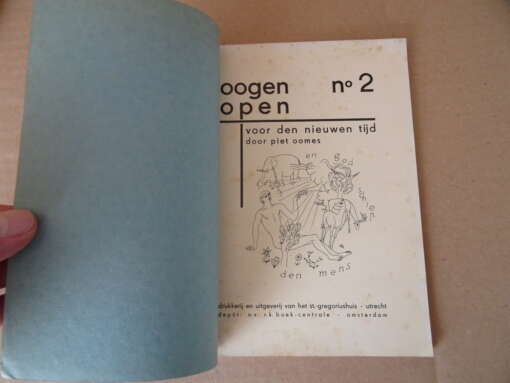 oogen nº 2
open
voor den nieuwen tijd
door piet oomes
en god
schiep
den mens
drukkerij en uitgeverij van het st. gregoriushuis - utrecht
depôt: n.v. r.k. boek-centrale - amsterdam